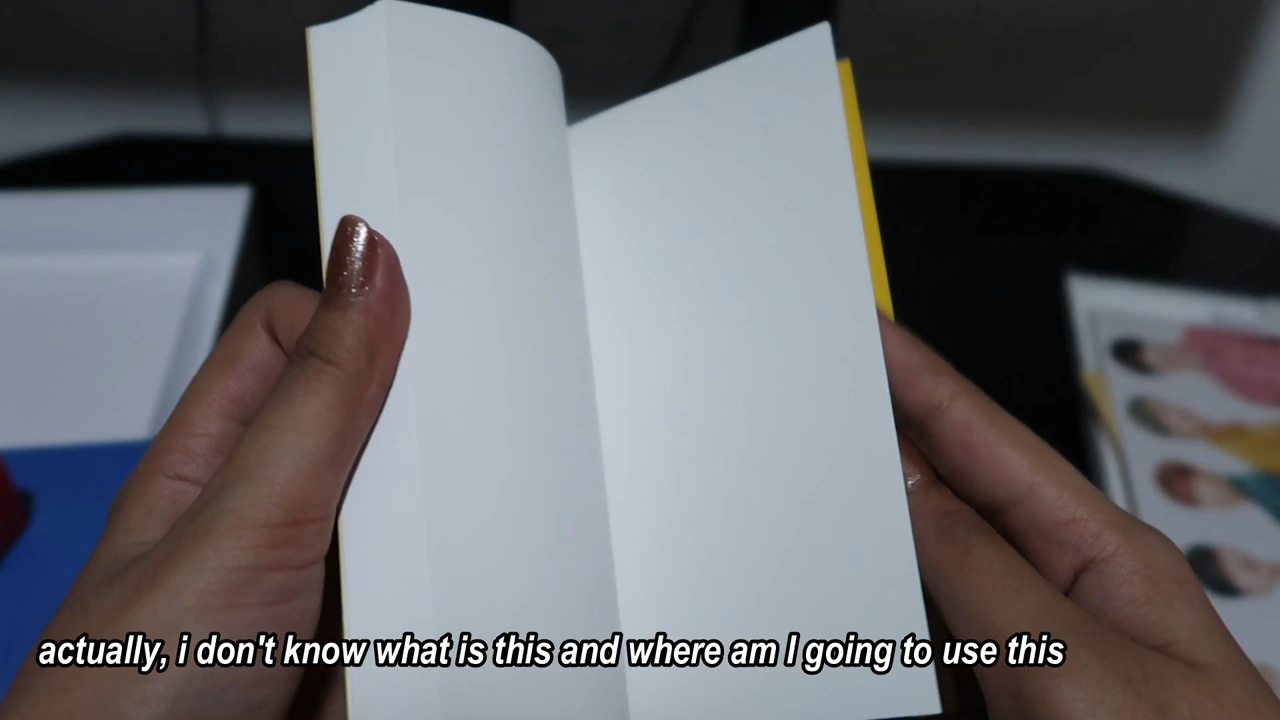 actually, i don't know what is this and where am I going to use this